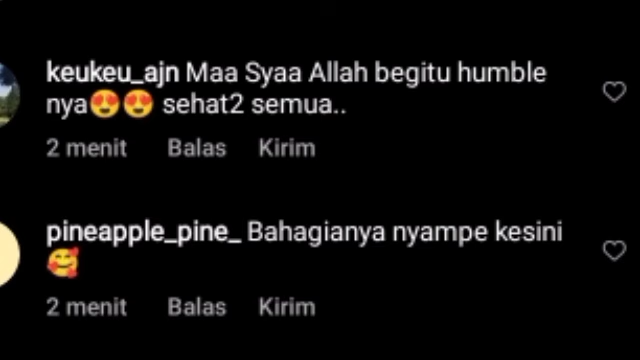 keukeu_ajn Maa Syaa Allah begitu humble
nya😍😍 sehat2 semua..
2 menit Balas Kirim
pineapple_pine_ Bahagianya nyampe kesini
🥰
2 menit Balas Kirim